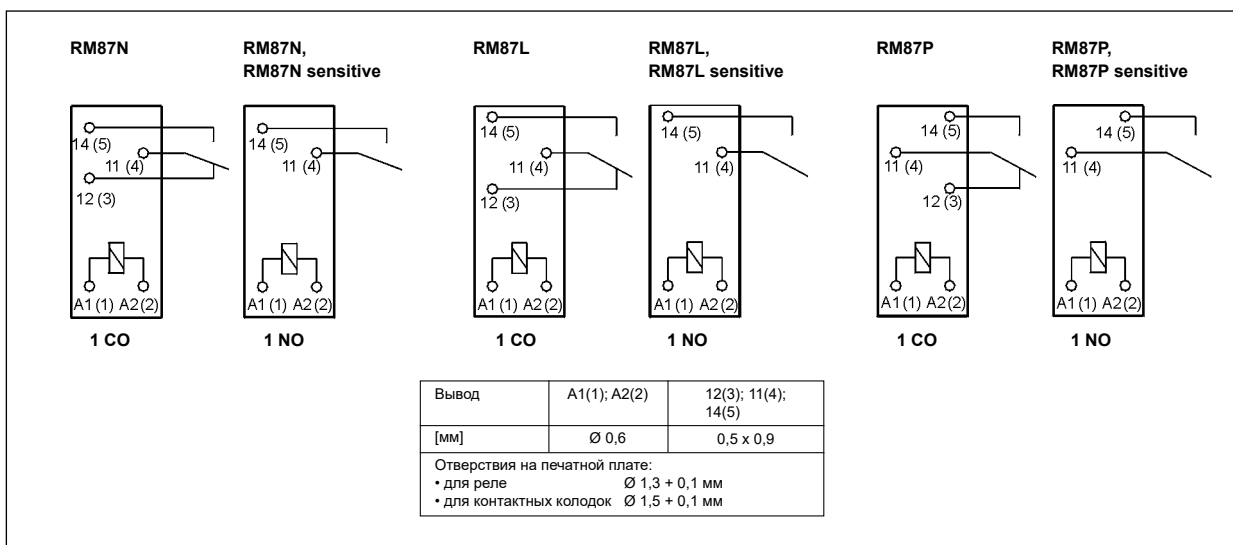 RM87N
RM87N,
RM87N sensitive
RM87L
RM87L,
RM87L sensitive
RM87P
RM87P,
RM87P sensitive
14 (5)
11 (4)
12 (3)
A1 (1) A2 (2)
1 CO
14 (5)
11 (4)
A1 (1) A2 (2)
1 NO
14 (5)
11 (4)
12 (3)
A1 (1) A2 (2)
1 CO
14 (5)
11 (4)
A1 (1) A2 (2)
1 NO
14 (5)
11 (4)
12 (3)
A1 (1) A2 (2)
1 CO
14 (5)
11 (4)
A1 (1) A2 (2)
1 NO
Вывод A1(1); A2(2) 12(3); 11(4);
14(5)
[мм] Ø 0,6 0,5 x 0,9
Отверстия на печатной плате:
• для реле Ø 1,3 + 0,1 мм
• для контактных колодок Ø 1,5 + 0,1 мм